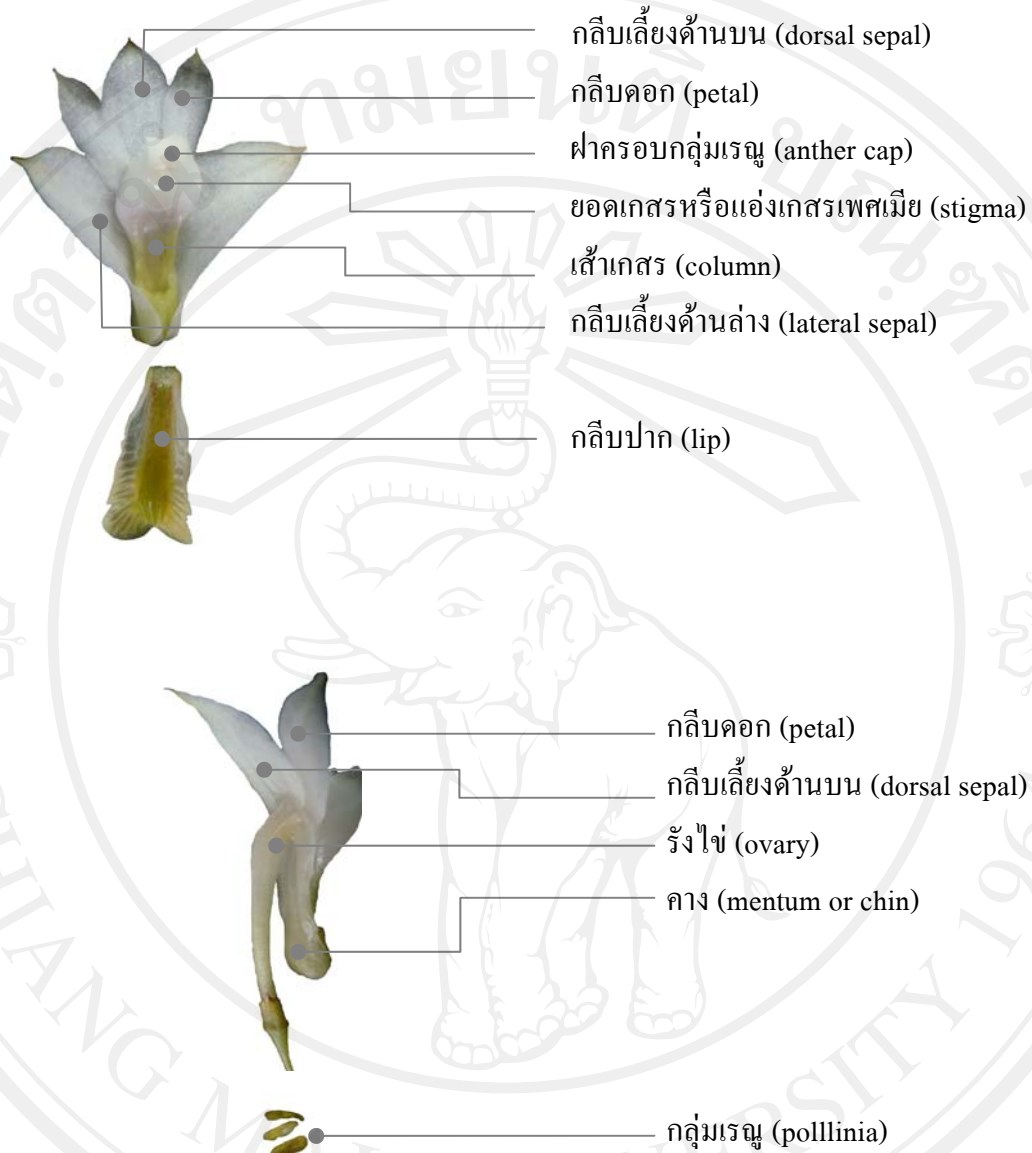 กลีบเลี้ยงด้านบน (dorsal sepal)
กลีบดอก (petal)
ฝาครอบกลุ่มเรณู (anther cap)
ยอดเกสรหรือแอ่งเกสรเพศเมีย (stigma)
เส้าเกสร (column)
กลีบเลี้ยงด้านล่าง (lateral sepal)
กลีบปาก (lip)
กลีบดอก (petal)
กลีบเลี้ยงด้านบน (dorsal sepal)
รังไข่ (ovary)
คาง (mentum or chin)
กลุ่มเรณู (polllinia)